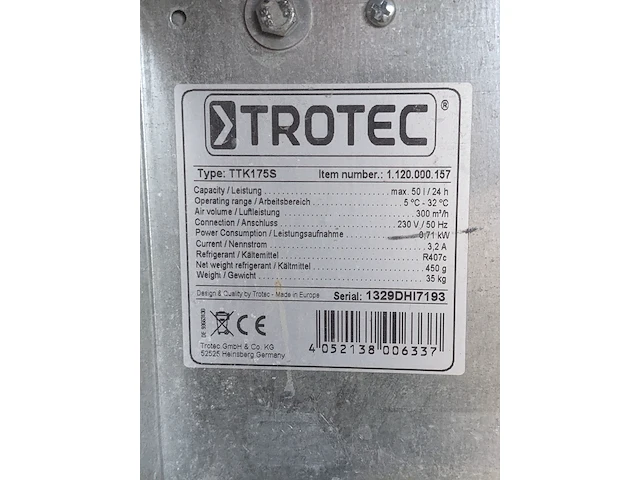 TROTEC ®
Type: TTK175S Item number.: 1.120.000.157
Capacity / Leistung max. 50 l / 24 h
Operating range / Arbeitsbereich 5 ºC - 32 ºC
Air volume / Luftleistung 300 m³/h
Connection / Anschluss 230 V / 50 Hz
Power Consumption / Leistungsaufnahme 0,71 kW
Current / Nennstrom 3,2 A
Refrigerant / Kältemittel R407c
Net weight refrigerant / Kältmittel 450 g
Weight / Gewicht 35 kg
Design & Quality by Trotec - Made in Europe Serial: 1329DHI7193
CE
Trotec GmbH & Co. KG
52525 Heinsberg Germany
4 052138 006337